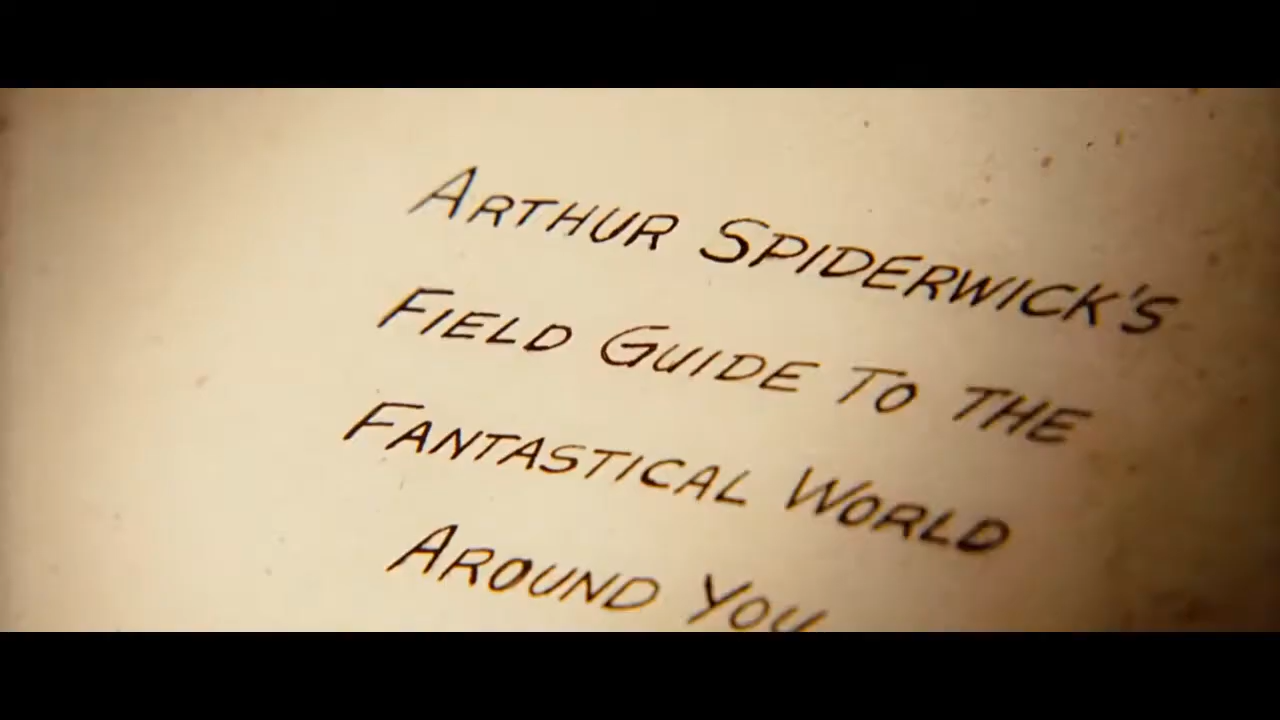 ARTHUR SPIDERWICK'S
FIELD GUIDE TO THE
FANTASTICAL WORLD
AROUND YOU